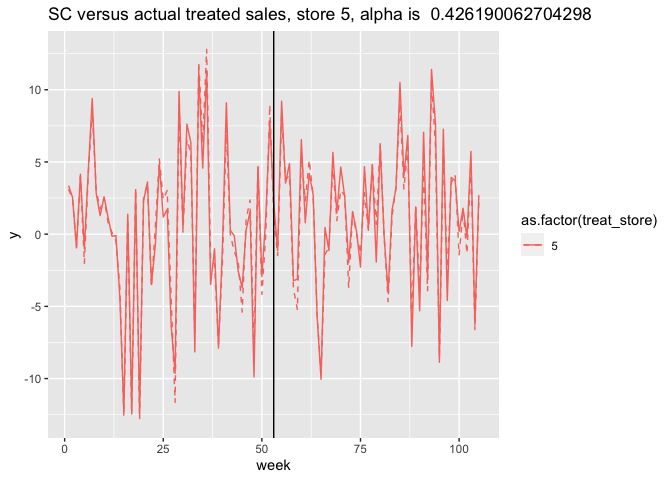 SC versus actual treated sales, store 5, alpha is  0.426190062704298
10
5
0
-5
-10
y
0
25
50
75
100
week
as.factor(treat_store)
5